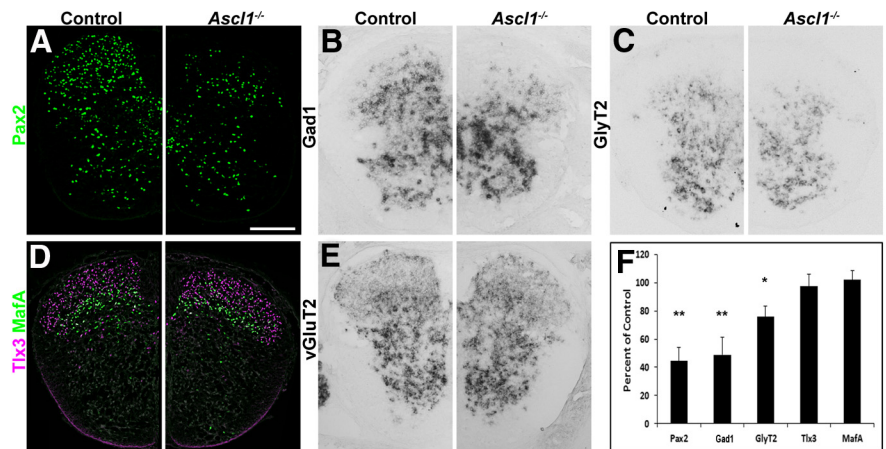 Control Ascl1-/- Control Ascl1-/- Control Ascl1-/-
A B C
Pax2 Gad1 GlyT2
D E F
Tlx3 MafA vGluT2
Percent of Control
120
100
80
60
40
20
0
** ** *
Pax2 Gad1 GlyT2 Tlx3 MafA